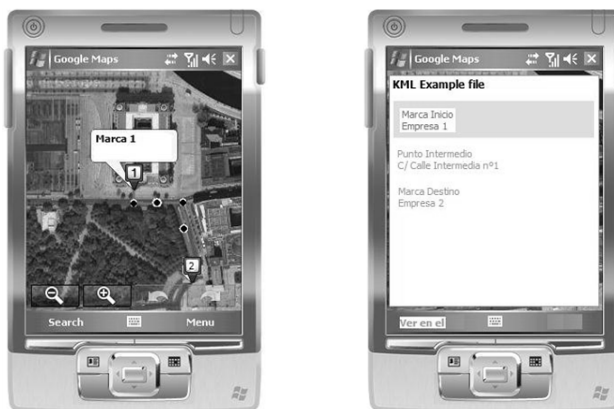 Google Maps
Marca 1
1
2
Search
Menu
Google Maps
KML Example file
Marca Inicio
Empresa 1
Punto Intermedio
C/ Calle Intermedia nº1
Marca Destino
Empresa 2
Ver en el